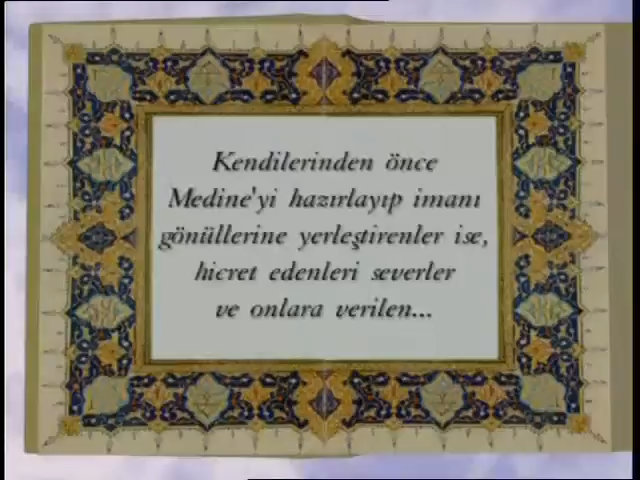 Kendilerinden önce
Medine'yi hazırlayıp imanı
gönüllerine yerleştirenler ise,
hicret edenleri severler
ve onlara verilen...